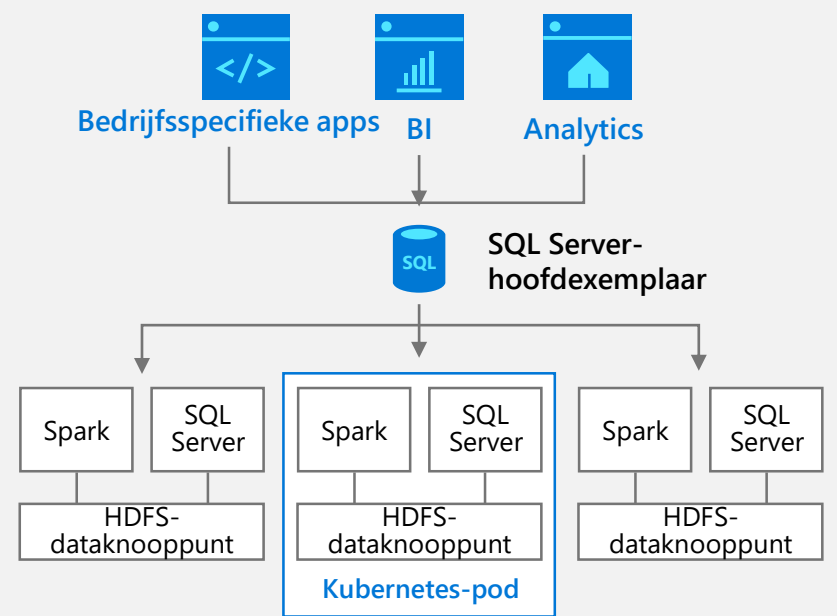 </>
Bedrijfsspecifieke apps
BI
Analytics
SQL
SQL Server-
hoofdexemplaar
Spark
SQL
Server
HDFS-
dataknooppunt
Spark
SQL
Server
HDFS-
dataknooppunt
Kubernetes-pod
Spark
SQL
Server
HDFS-
dataknooppunt